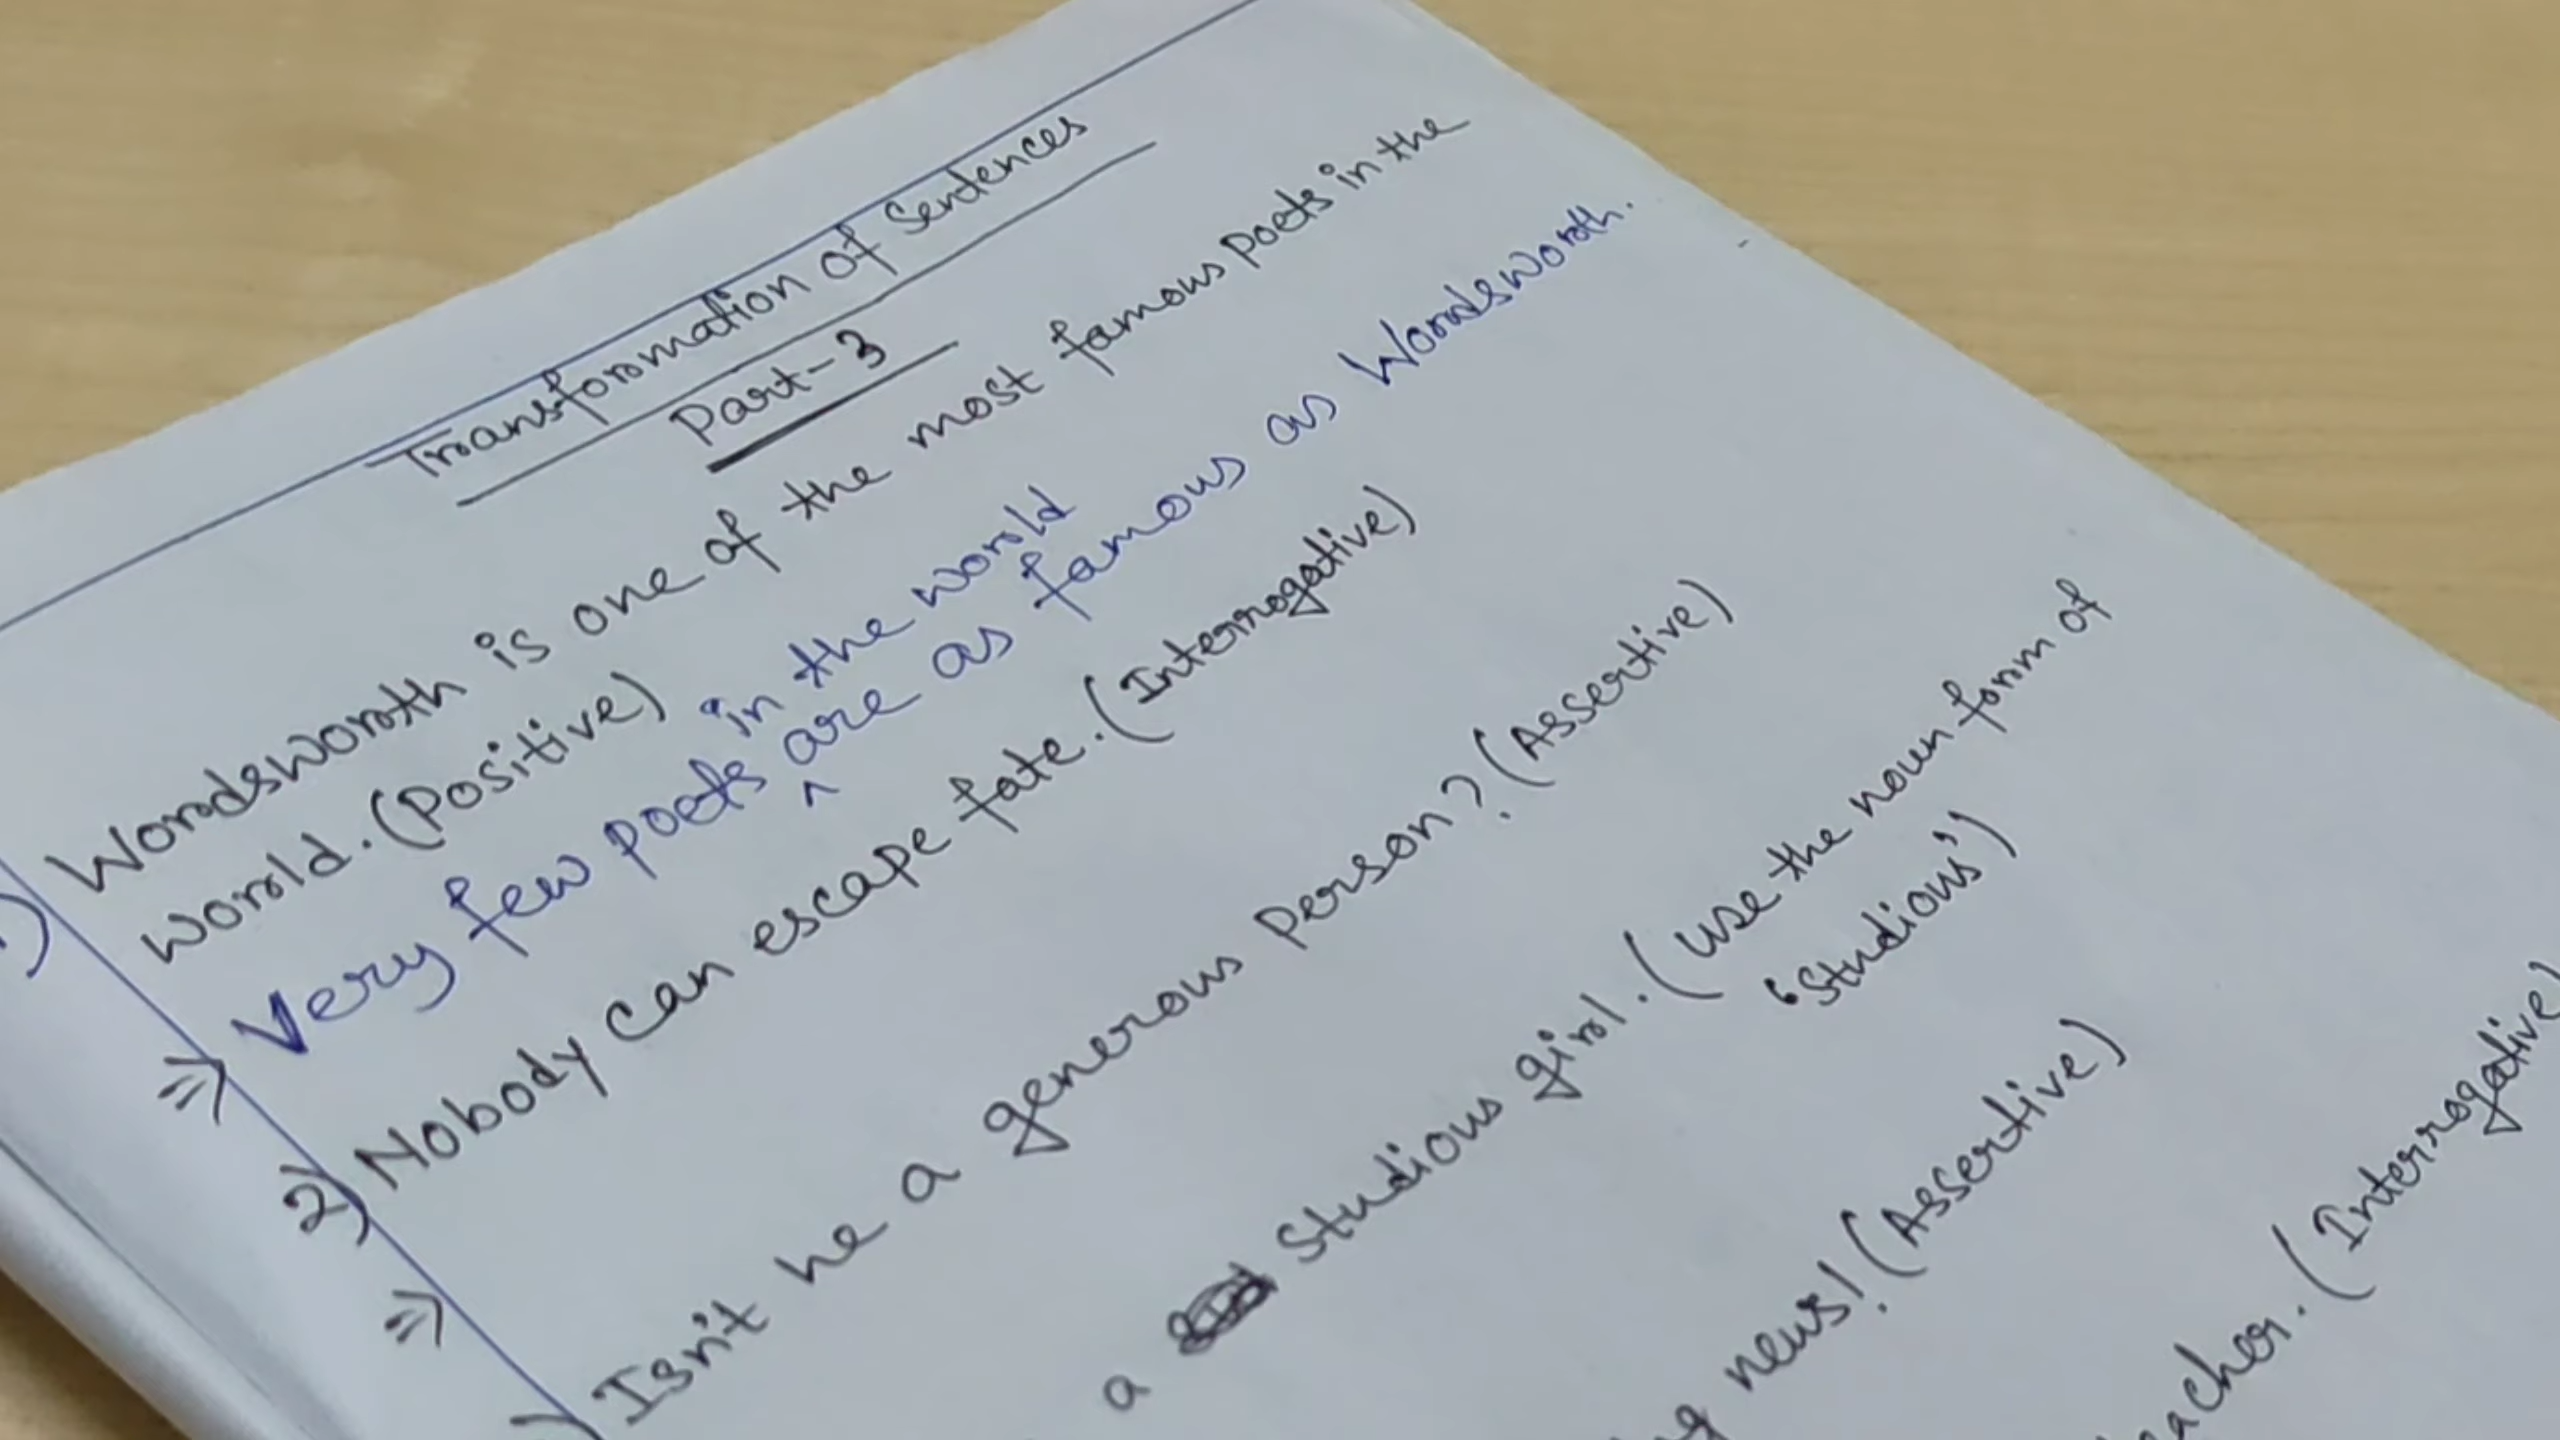 Transformation of Sentences
Part-3
1) Wordsworth is one of the most famous poets in the
world. (Positive)
in the world
=> Very few poets ^ are as famous as Wordsworth.
2) Nobody can escape fate. (Interrogative)
=>
) Isn't he a generous person? (Assertive)
a studious girl. (Use the noun form of
'Studious')
news! (Assertive)
(Interrogative)